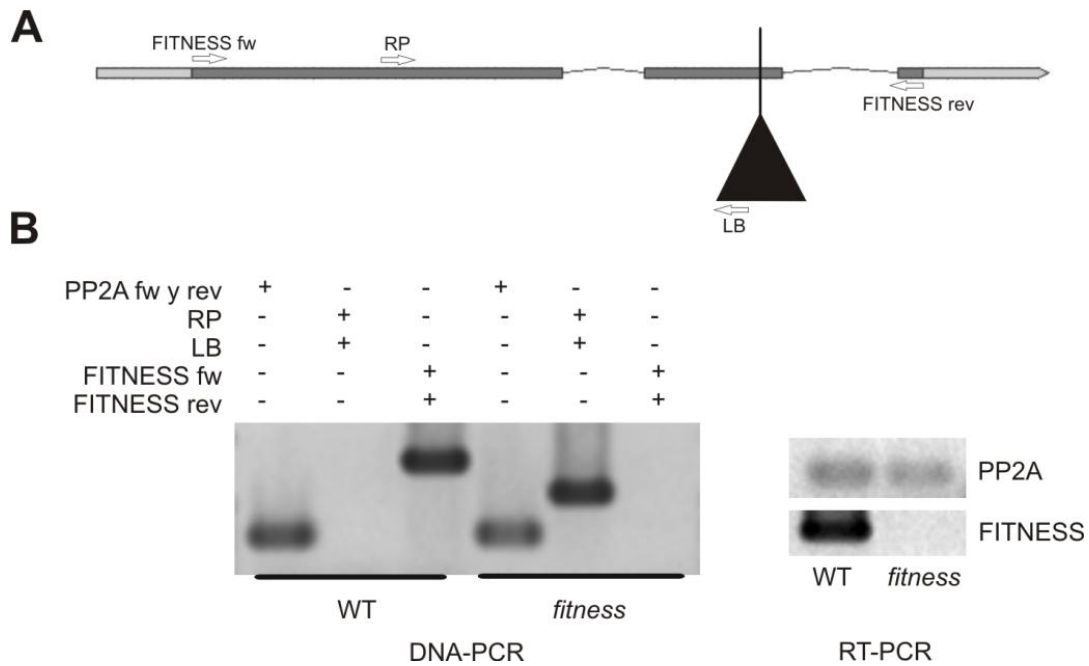 A
FITNESS fw
RP
FITNESS rev
LB
B
PP2A fw y rev + - - + - -
RP - + - - + -
LB - + - - + -
FITNESS fw - - + - - +
FITNESS rev - - + - - +
PP2A
FITNESS
WT fitness
WT fitness
DNA-PCR RT-PCR